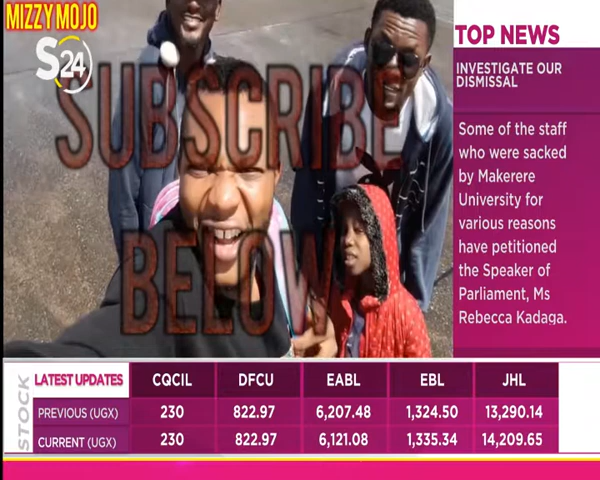 MIZZY MOJO
S24
SUBSCRIBE
BELOW
TOP NEWS
INVESTIGATE OUR
DISMISSAL
Some of the staff
who were sacked
by Makerere
University for
various reasons
have petitioned
the Speaker of
Parliament, Ms
Rebecca Kadaga.
STOCK
LATEST UPDATES CQCIL DFCU EABL EBL JHL
PREVIOUS (UGX) 230 822.97 6,207.48 1,324.50 13,290.14
CURRENT (UGX) 230 822.97 6,121.08 1,335.34 14,209.65